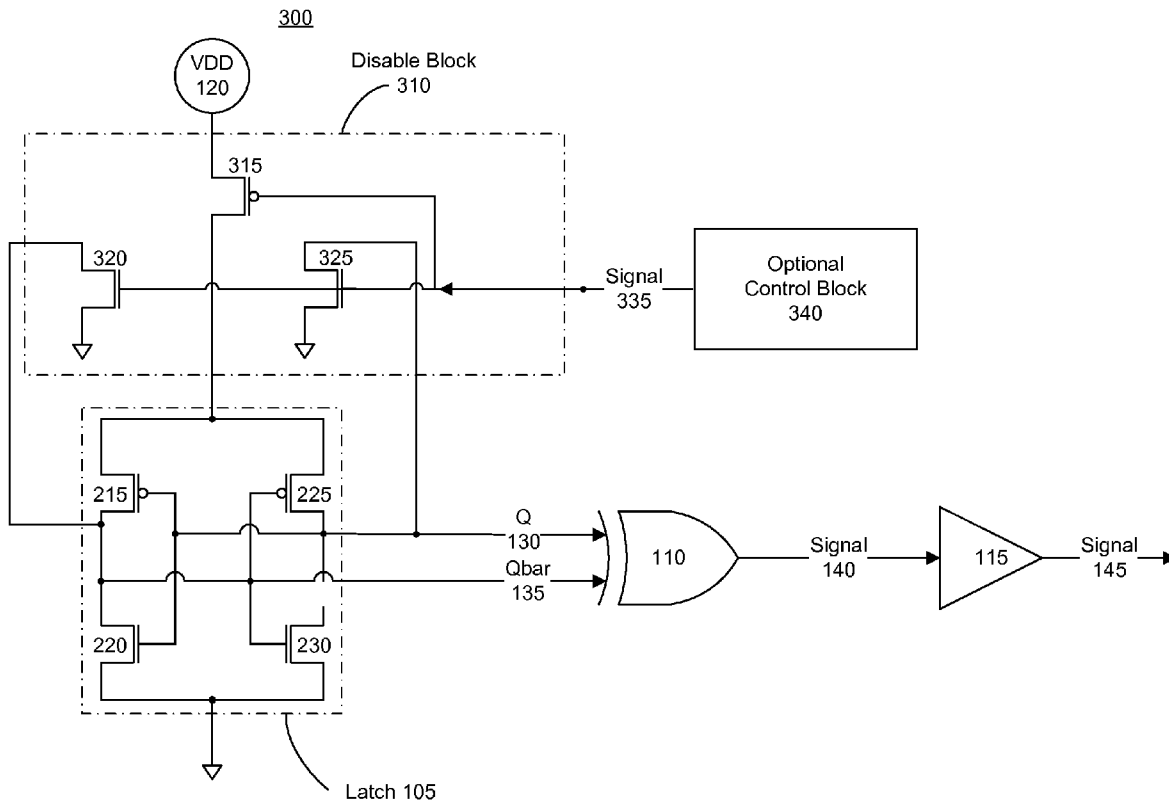 300
VDD
120
Disable Block
310
315
320
325
Signal
335
Optional
Control Block
340
215
225
Q
130
Qbar
135
110
Signal
140
115
Signal
145
220
230
Latch 105